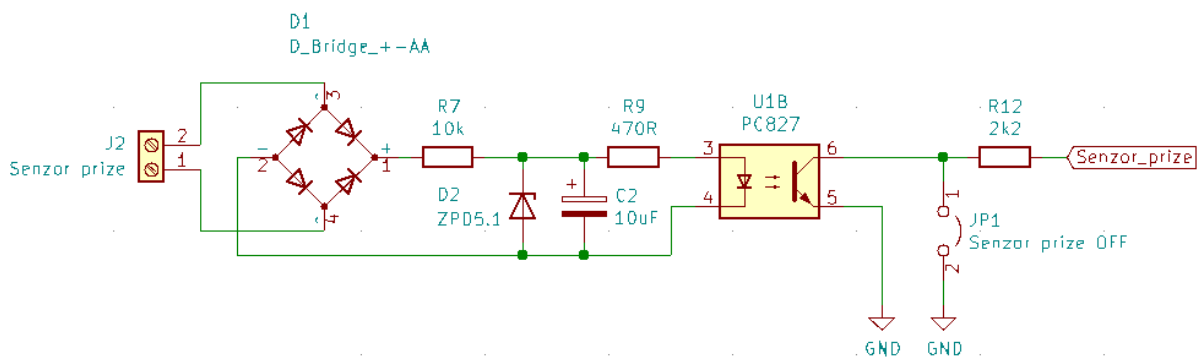 D1
D_Bridge_+-AA
J2
Senzor prize
2
1
3
4
-
2
+
1
R7
10k
D2
ZPD5.1
+
C2
10uF
R9
470R
U1B
PC827
3
4
6
5
GND
R12
2k2
Senzor_prize
1
JP1
Senzor prize OFF
2
GND